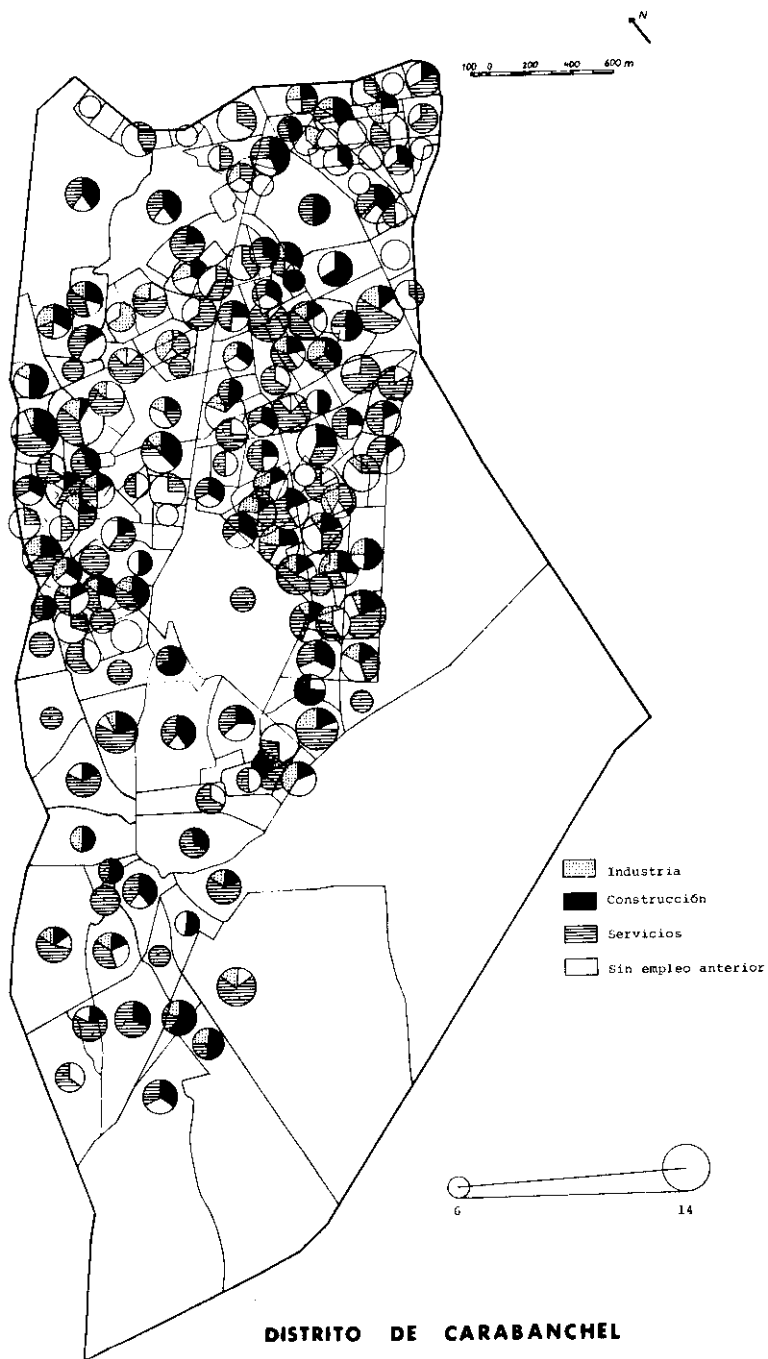 N
100 0 200 400 600 m
Industria
Construcción
Servicios
Sin empleo anterior
6 14
DISTRITO DE CARABANCHEL